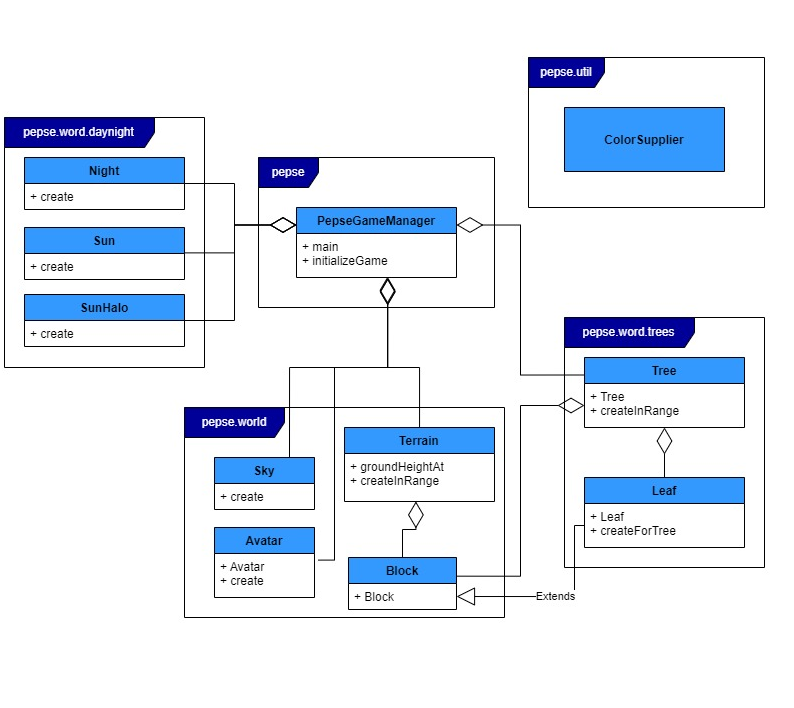 pepse.util
ColorSupplier
pepse.word.daynight
Night
+ create
Sun
+ create
SunHalo
+ create
pepse
PepseGameManager
+ main
+ initializeGame
pepse.word.trees
Tree
+ Tree
+ createInRange
Leaf
+ Leaf
+ createForTree
pepse.world
Sky
+ create
Avatar
+ Avatar
+ create
Terrain
+ groundHeightAt
+ createInRange
Block
+ Block
Extends